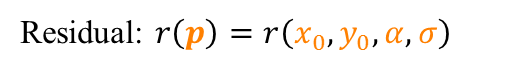 Residual: r(p) = r(x₀, y₀, α, σ)